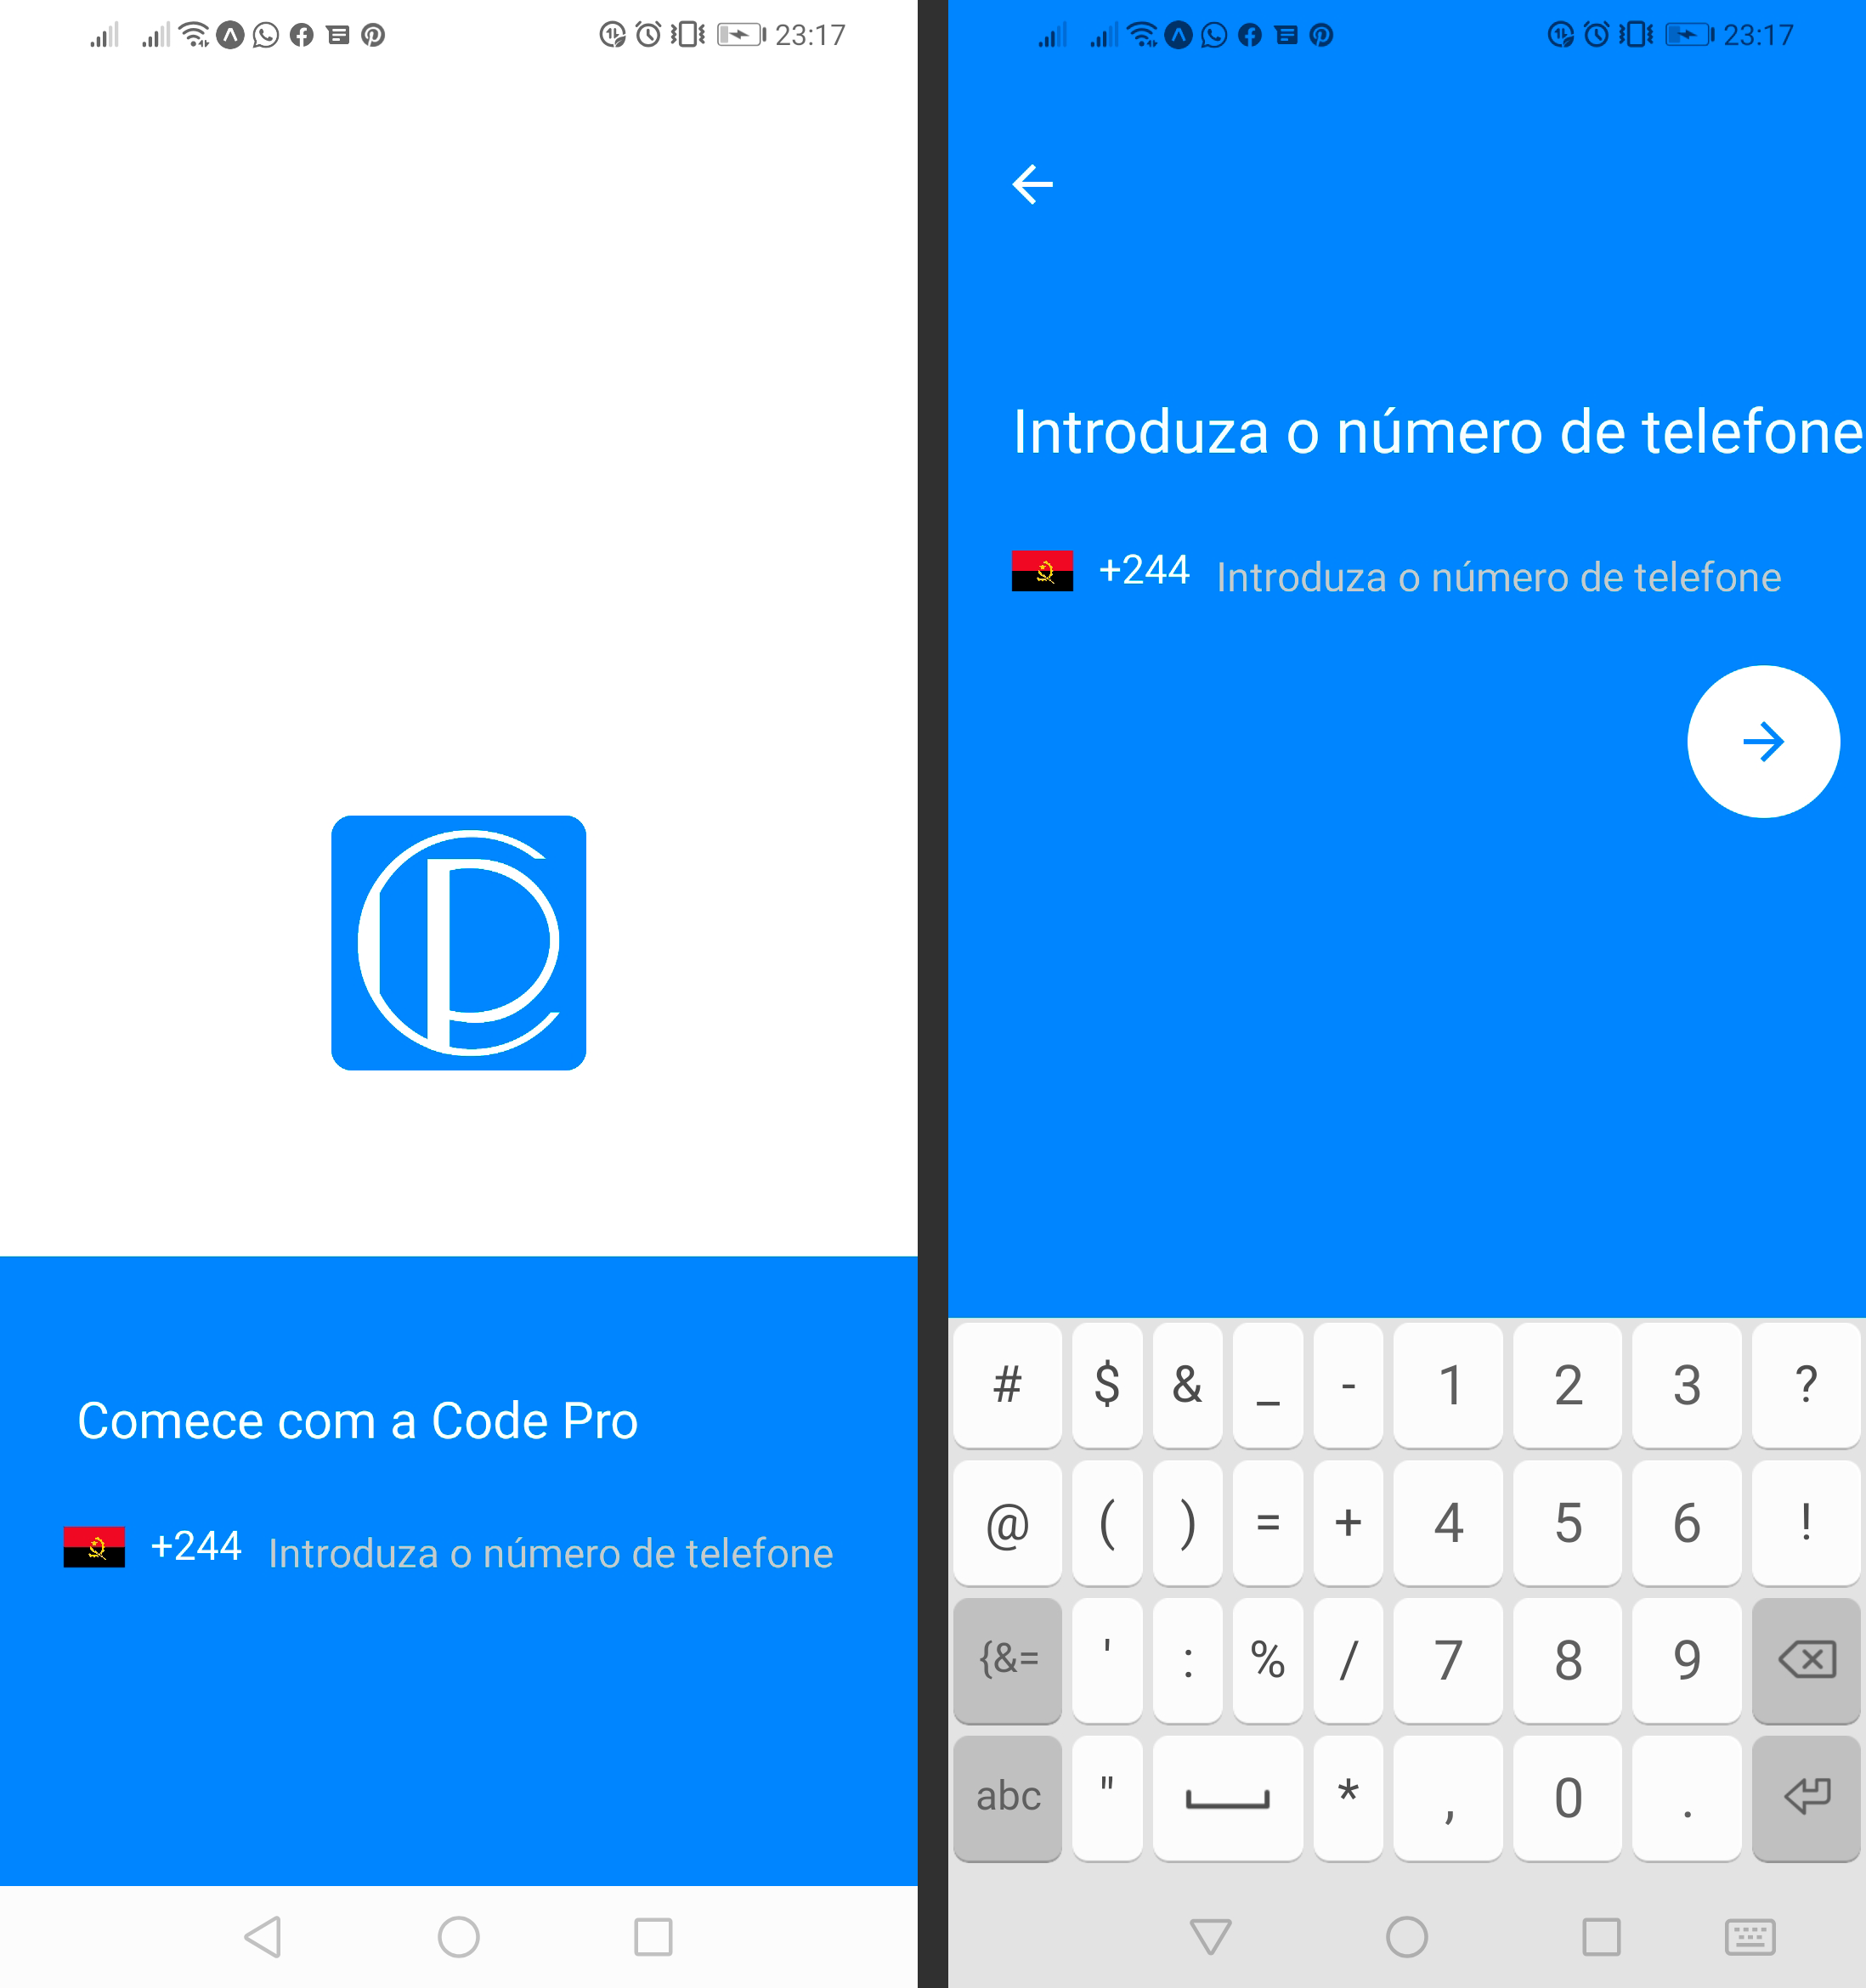 23:17
CP
Comece com a Code Pro
+244 Introduza o número de telefone
23:17
Introduza o número de telefone
+244 Introduza o número de telefone
# $ & _ - 1 2 3 ?
@ ( ) = + 4 5 6 !
{&= ' : % / 7 8 9
abc " * , 0 .